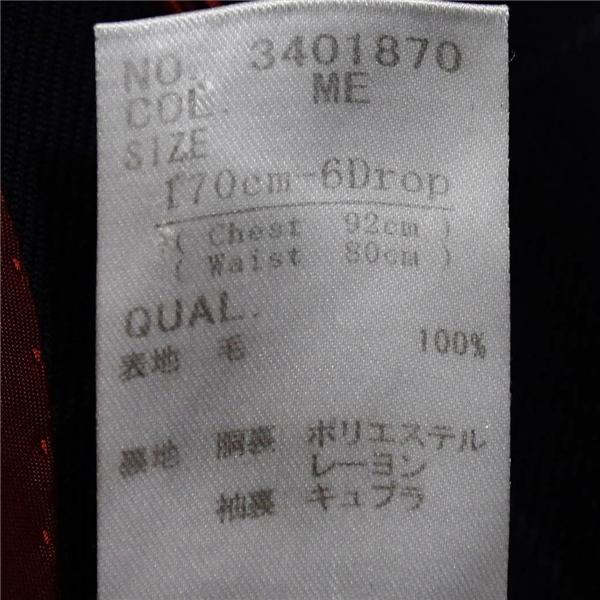 NO. 3401870
COL. ME
SIZE
170cm-6Drop
( Chest 92cm )
( Waist 80cm )
QUAL.
表地 毛 100%
裏地 胴裏 ポリエステル
レーヨン
袖裏 キュプラ